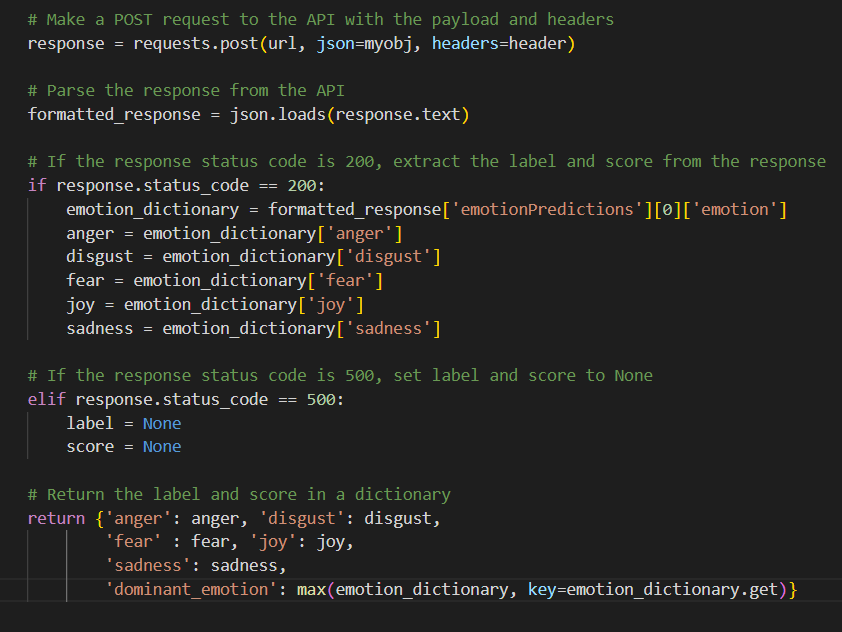 # Make a POST request to the API with the payload and headers
response = requests.post(url, json=myobj, headers=header)
# Parse the response from the API
formatted_response = json.loads(response.text)
# If the response status code is 200, extract the label and score from the response
if response.status_code == 200:
    emotion_dictionary = formatted_response['emotionPredictions'][0]['emotion']
    anger = emotion_dictionary['anger']
    disgust = emotion_dictionary['disgust']
    fear = emotion_dictionary['fear']
    joy = emotion_dictionary['joy']
    sadness = emotion_dictionary['sadness']
# If the response status code is 500, set label and score to None
elif response.status_code == 500:
    label = None
    score = None
# Return the label and score in a dictionary
return {'anger': anger, 'disgust': disgust,
        'fear' : fear, 'joy': joy,
        'sadness': sadness,
        'dominant_emotion': max(emotion_dictionary, key=emotion_dictionary.get)}